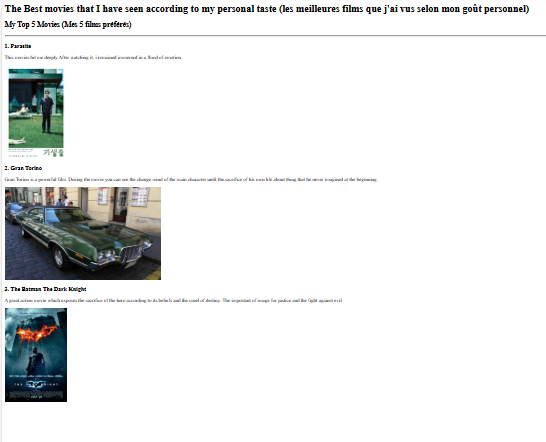 The Best movies that I have seen according to my personal taste (les meilleures films que j'ai vus selon mon goût personnel)
My Top 5 Movies (Mes 5 films préférés)
1. Parasite
This movie hit me deeply. After watching it, i remained immersed in a flood of emotion.
기생충
2. Gran Torino
Gran Torino is a powerful film. During the movie you can see the change mind of the main character until the sacrifice of his own life about thing that he never imagined at the beginning.
3. The Batman The Dark Knight
A great action movie which exposes the sacrifice of the hero according to its beliefs and the cruel of destiny. The important of image for justice and the fight against evil.